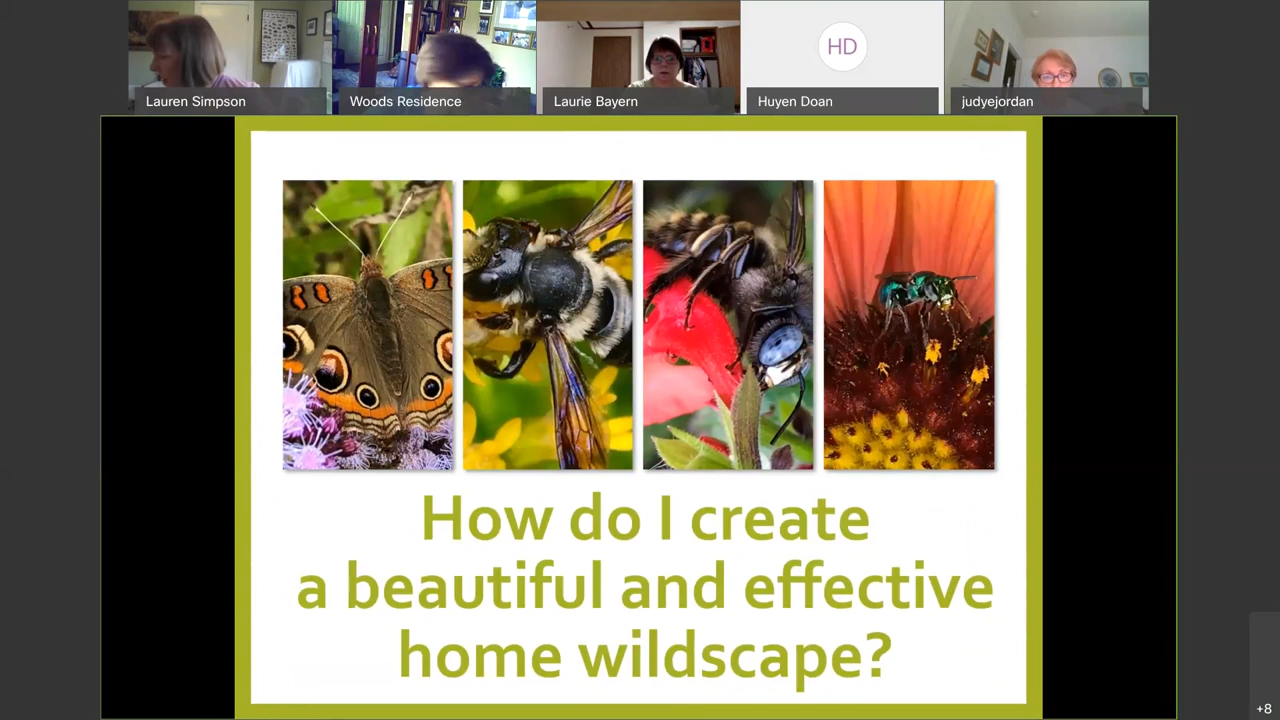 Lauren Simpson
Woods Residence
Laurie Bayern
HD
Huyen Doan
judyejordan
How do I create
a beautiful and effective
home wildscape?
+8